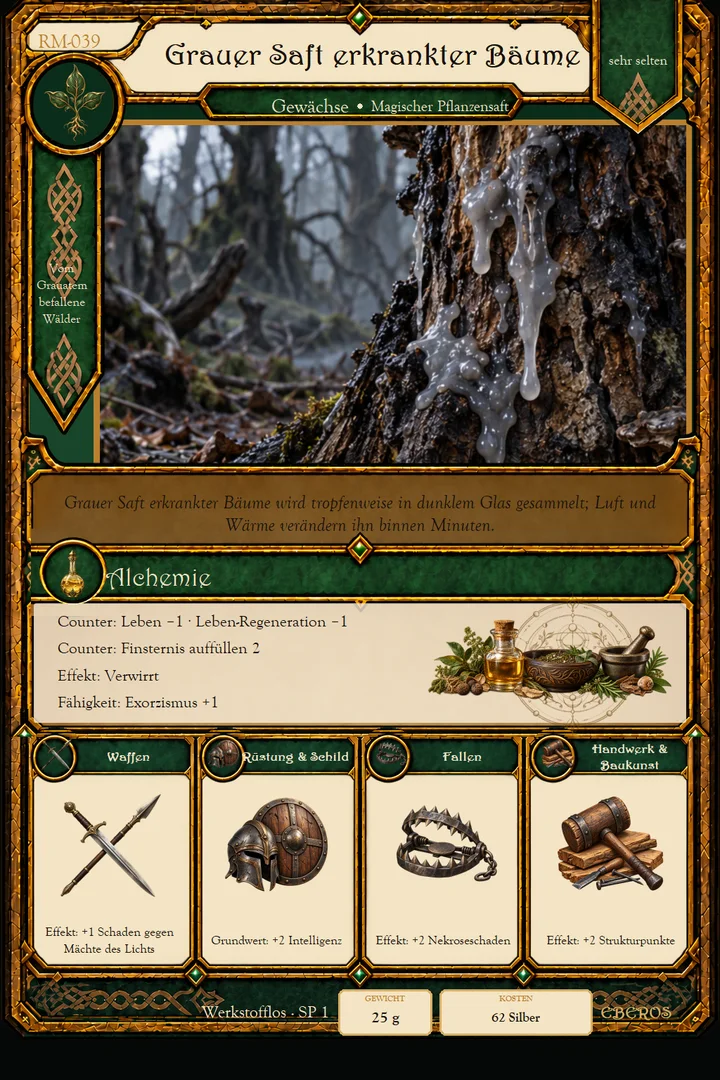 RM-039
Grauer Saft erkrankter Bäume
sehr selten
Gewächse • Magischer Pflanzensaft
Vom
Grauatem
befallene
Wälder
Grauer Saft erkrankter Bäume wird tropfenweise in dunklem Glas gesammelt; Luft und
Wärme verändern ihn binnen Minuten.
Alchemie
Counter: Leben −1 · Leben-Regeneration −1
Counter: Finsternis auffüllen 2
Effekt: Verwirrt
Fähigkeit: Exorzismus +1
Waffen
Rüstung & Schild
Fallen
Handwerk &
Baukunst
Effekt: +1 Schaden gegen
Mächte des Lichts
Grundwert: +2 Intelligenz
Effekt: +2 Nekroseschaden
Effekt: +2 Strukturpunkte
Werkstofflos · SP 1
GEWICHT
25 g
KOSTEN
62 Silber
EBEROS